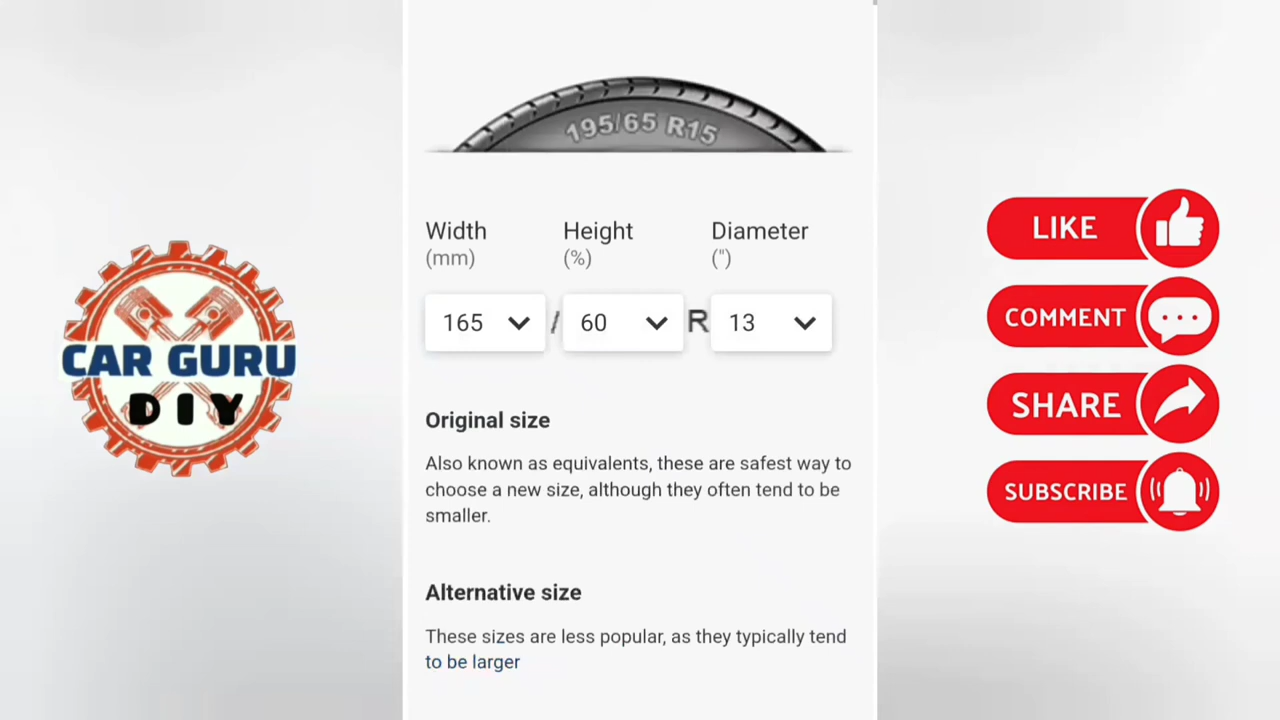 195/65 R15
Width
(mm)
Height
(%)
Diameter
(")
165
/
60
R
13
Original size
Also known as equivalents, these are safest way to
choose a new size, although they often tend to be
smaller.
Alternative size
These sizes are less popular, as they typically tend
to be larger
CAR GURU
DIY
LIKE
COMMENT
SHARE
SUBSCRIBE